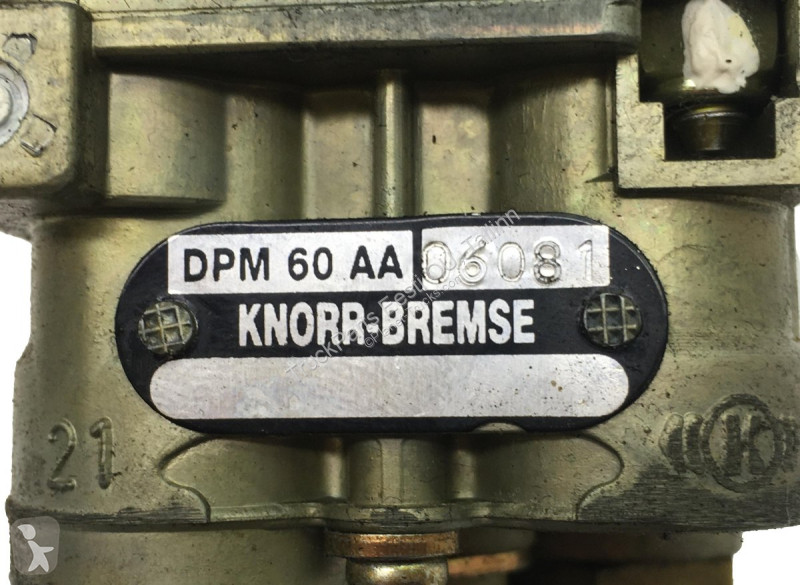 DPM 60 AA 06081
KNORR-BREMSE
21
K